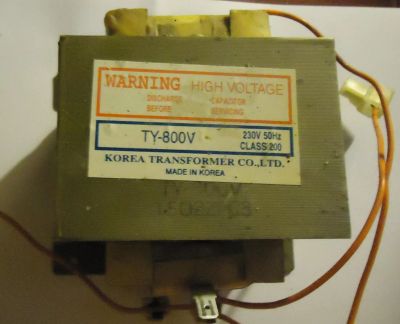 WARNING HIGH VOLTAGE
DISCHARGE CAPACITOR
BEFORE SERVICING
TY-800V 230V 50Hz
CLASS 200
KOREA TRANSFORMER CO.,LTD.
MADE IN KOREA